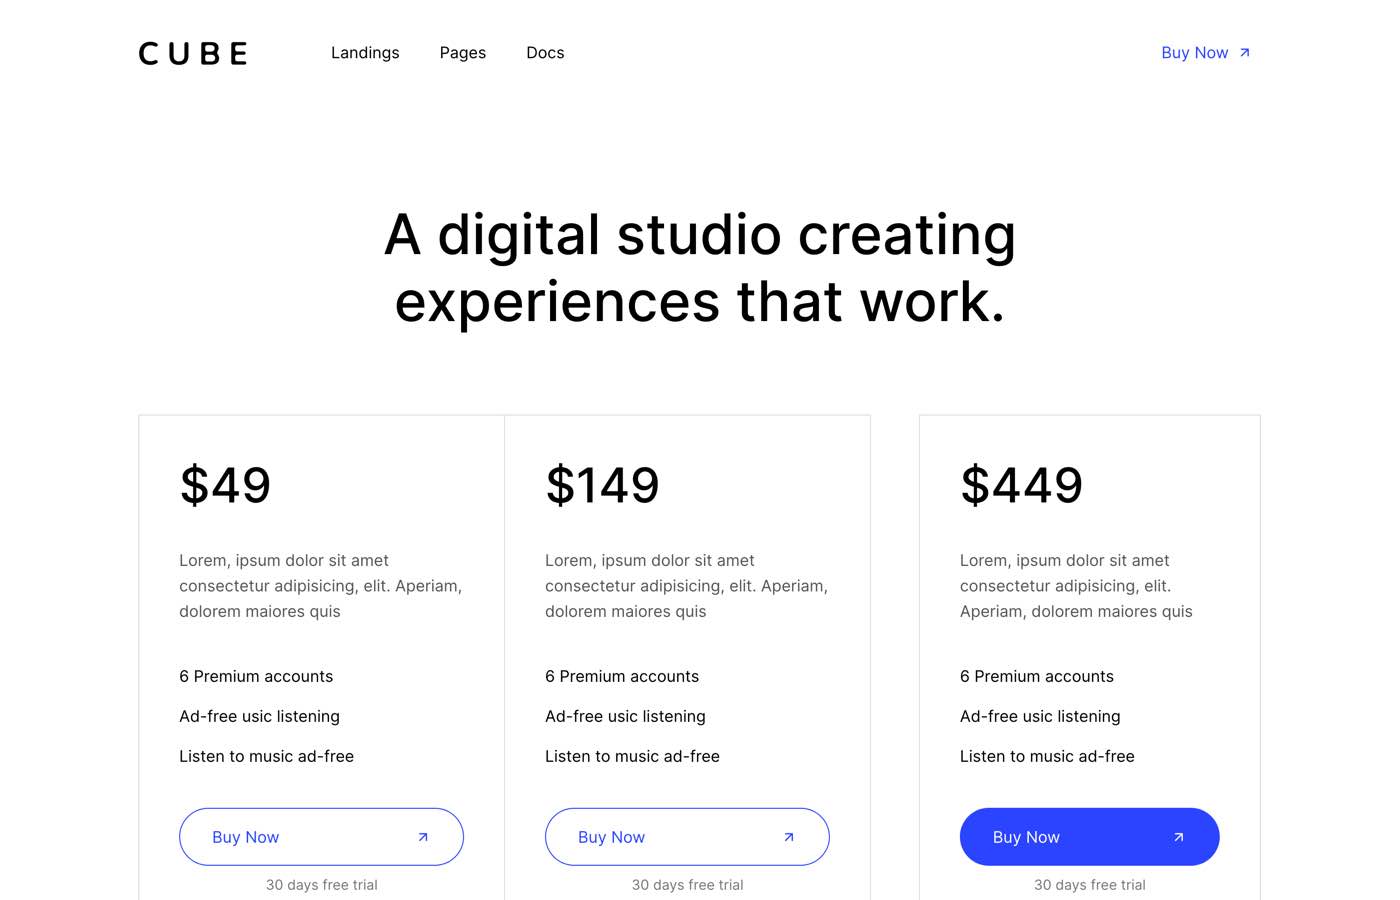 CUBE
Landings
Pages
Docs
Buy Now
A digital studio creating
experiences that work.
$49
Lorem, ipsum dolor sit amet
consectetur adipisicing, elit. Aperiam,
dolorem maiores quis
6 Premium accounts
Ad-free usic listening
Listen to music ad-free
Buy Now
30 days free trial
$149
Lorem, ipsum dolor sit amet
consectetur adipisicing, elit. Aperiam,
dolorem maiores quis
6 Premium accounts
Ad-free usic listening
Listen to music ad-free
Buy Now
30 days free trial
$449
Lorem, ipsum dolor sit amet
consectetur adipisicing, elit.
Aperiam, dolorem maiores quis
6 Premium accounts
Ad-free usic listening
Listen to music ad-free
Buy Now
30 days free trial